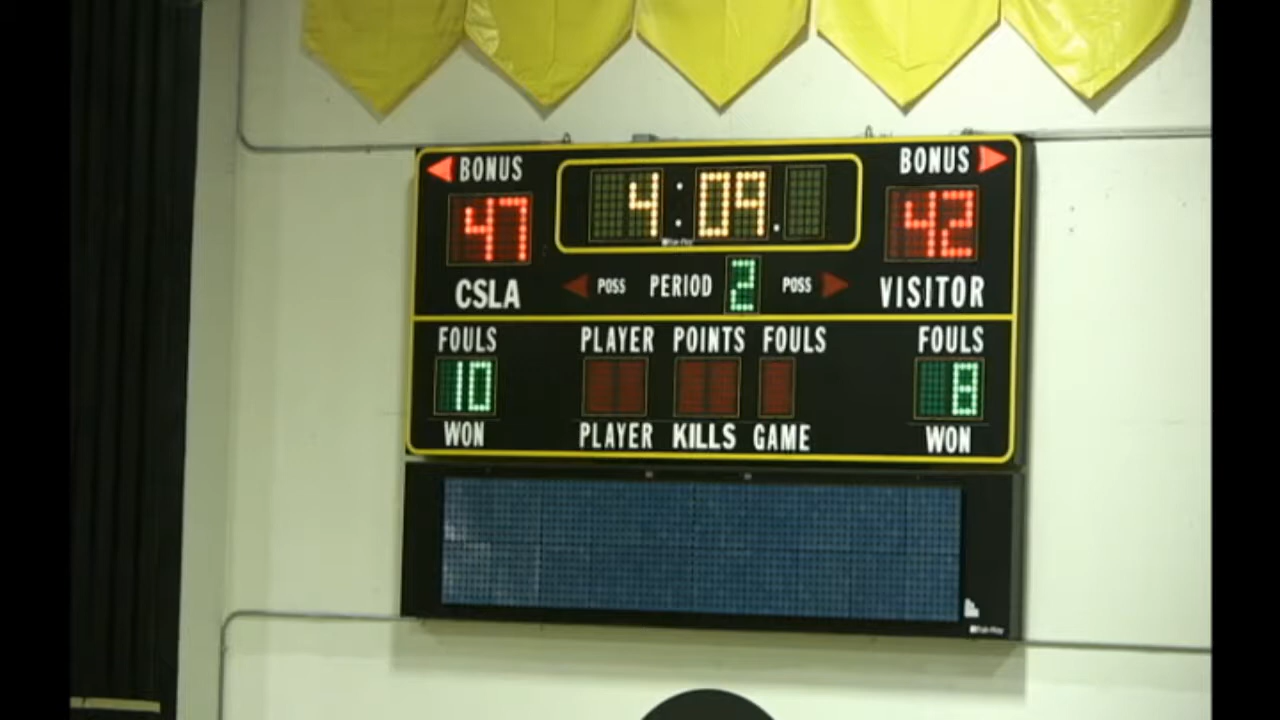 BONUS 4:09. BONUS
47 42
CSLA POSS PERIOD 2 POSS VISITOR
FOULS PLAYER POINTS FOULS FOULS
10 8
WON PLAYER KILLS GAME WON